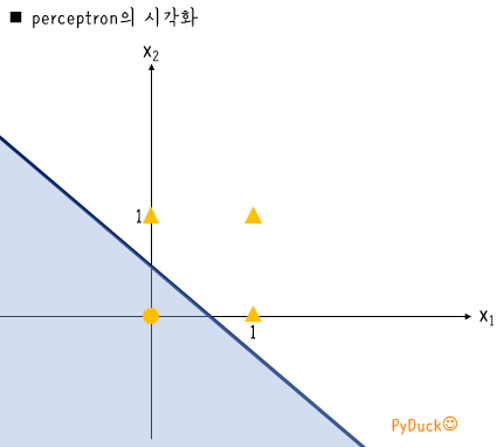 ■ perceptron의 시각화
x₂
1
1
x₁
PyDuck☺